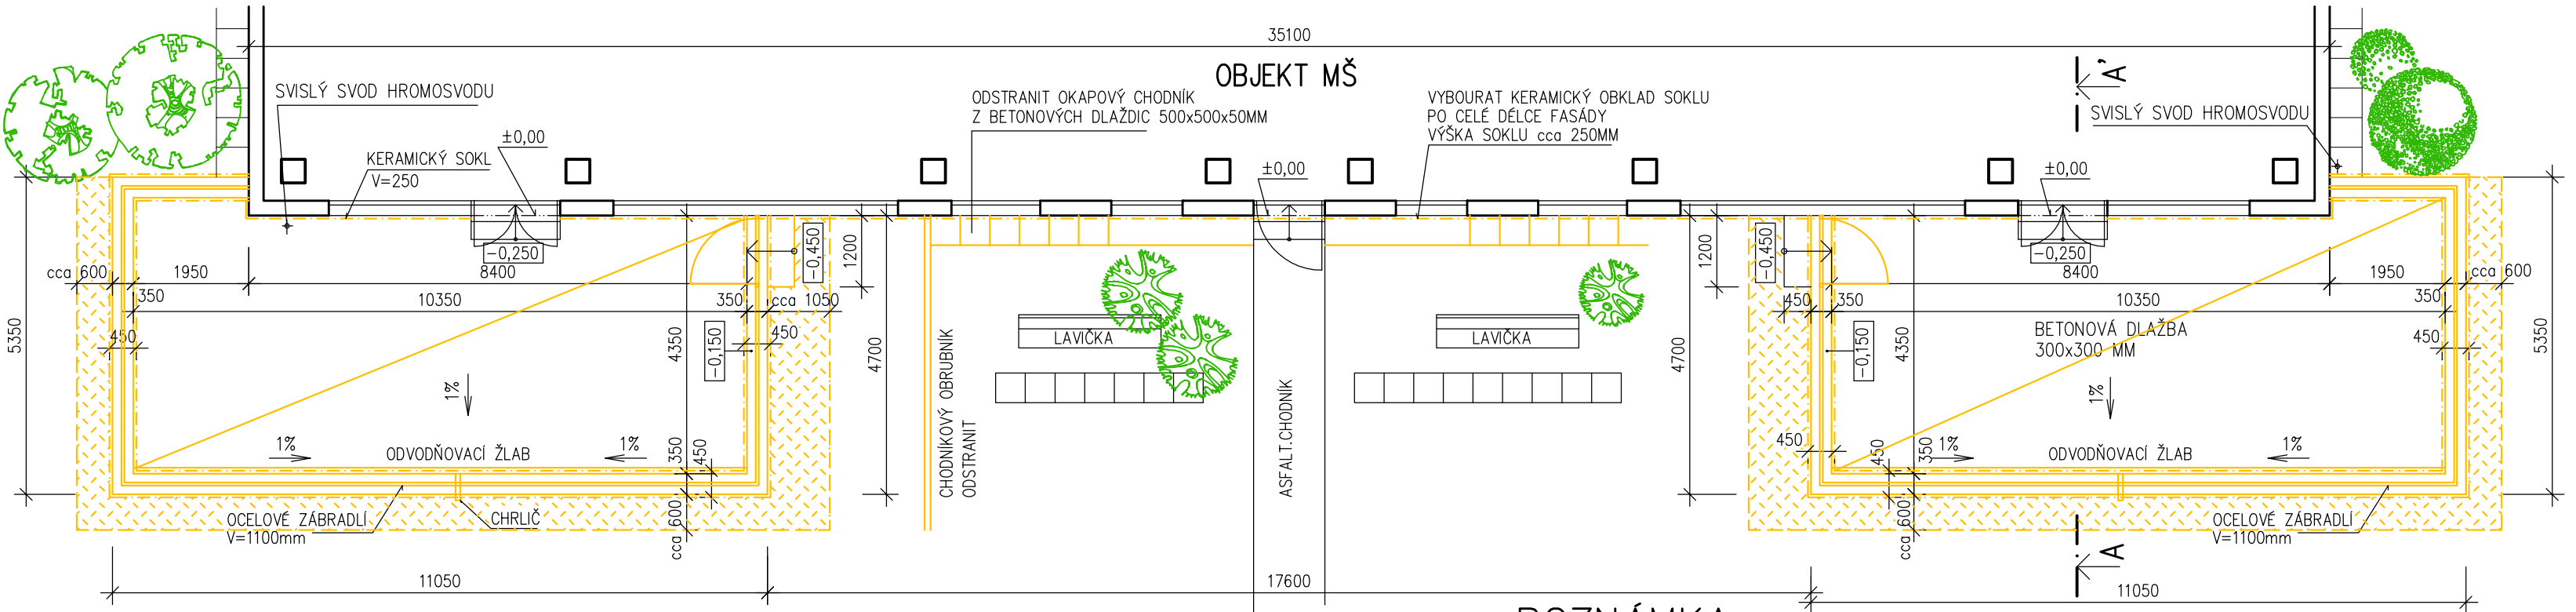 35100
OBJEKT MŠ
A'
SVISLÝ SVOD HROMOSVODU
ODSTRANIT OKAPOVÝ CHODNÍK
Z BETONOVÝCH DLAŽDIC 500x500x50MM
VYBOURAT KERAMICKÝ OBKLAD SOKLU
PO CELÉ DÉLCE FASÁDY
VÝŠKA SOKLU cca 250MM
SVISLÝ SVOD HROMOSVODU
±0,00
KERAMICKÝ SOKL
V=250
±0,00
±0,00
-0,250
-0,450
1200
1200
-0,450
-0,250
cca 600
1950
8400
8400
1950
cca 600
350
10350
350
cca 1050
450
350
10350
350
5350
450
-0,150
4350
450
4700
CHODNÍKOVÝ OBRUBNÍK
ODSTRANIT
LAVIČKA
LAVIČKA
ASFALT.CHODNÍK
4700
-0,150
4350
BETONOVÁ DLAŽBA
300x300 MM
450
5350
1%
1%
1%
ODVODŇOVACÍ ŽLAB
1%
350
450
450
450
350
1%
ODVODŇOVACÍ ŽLAB
1%
OCELOVÉ ZÁBRADLÍ
V=1100mm
CHRLIČ
cca 600
cca 600
OCELOVÉ ZÁBRADLÍ
V=1100mm
A
11050
17600
11050
POZNÁMKA